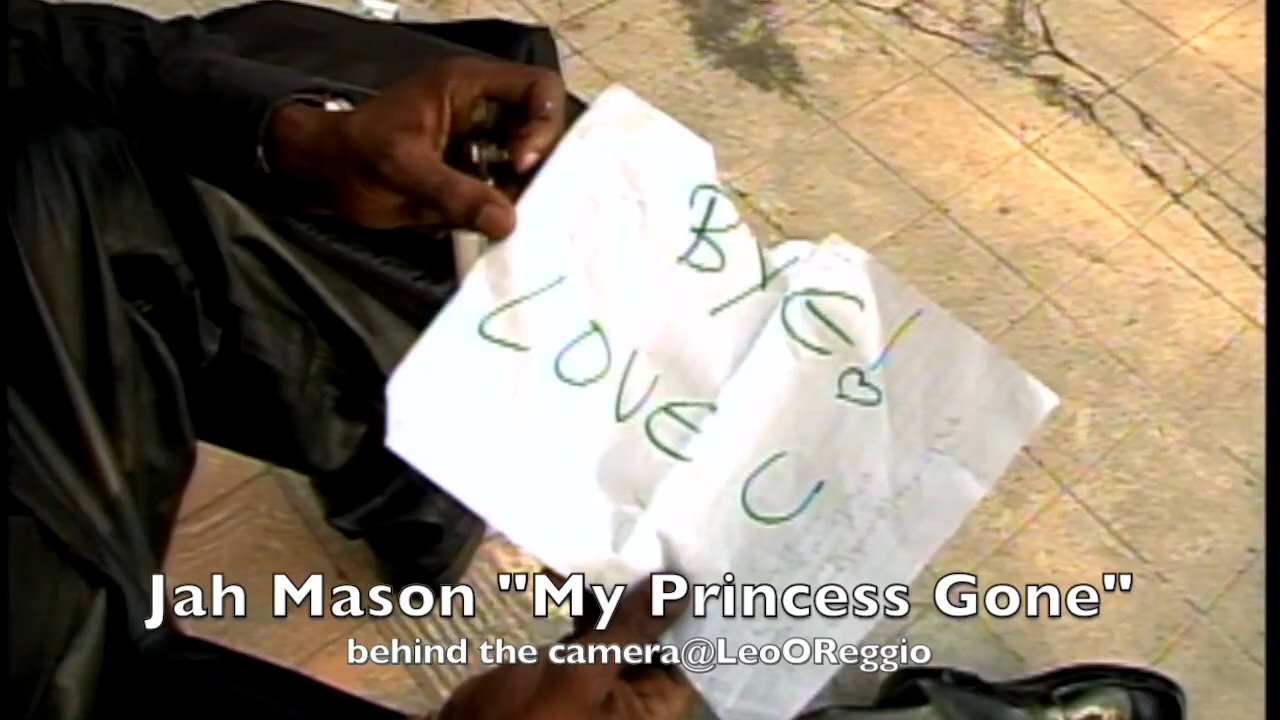 BYE
LOVE U
Jah Mason "My Princess Gone"
behind the camera@LeoOReggio